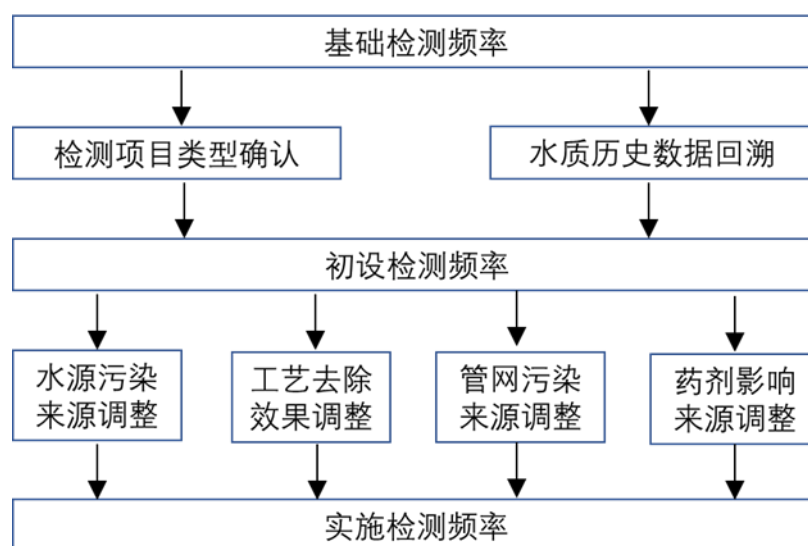 基础检测频率
检测项目类型确认
水质历史数据回溯
初设检测频率
水源污染
来源调整
工艺去除
效果调整
管网污染
来源调整
药剂影响
来源调整
实施检测频率